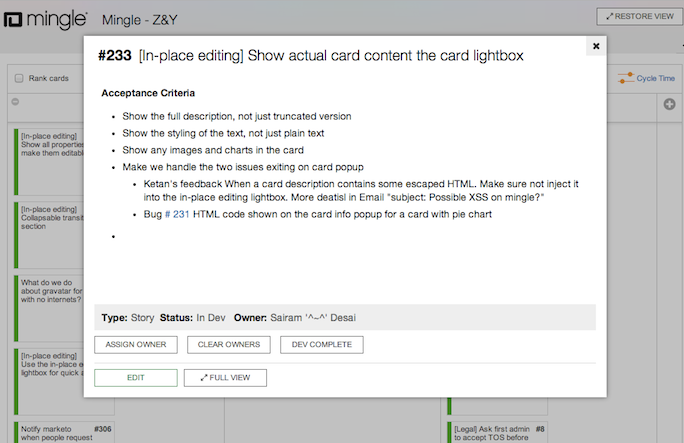 mingle Mingle - Z&Y
RESTORE VIEW
#233 [In-place editing] Show actual card content the card lightbox
Rank cards
Cycle Time
Acceptance Criteria
Show the full description, not just truncated version
Show the styling of the text, not just plain text
Show any images and charts in the card
Make we handle the two issues exiting on card popup
Ketan's feedback When a card description contains some escaped HTML. Make sure not inject it
into the in-place editing lightbox. More deatisl in Email "subject: Possible XSS on mingle?"
Bug # 231 HTML code shown on the card info popup for a card with pie chart
[In-place editing]
Show all propertie
make them editabl
[In-place editing]
Collapsable transit
section
What do we do
about gravatar for
with no internets?
[In-place editing]
Use the in-place e
lightbox for quick a
Type: Story Status: In Dev Owner: Sairam '^~^' Desai
ASSIGN OWNER CLEAR OWNERS DEV COMPLETE
EDIT FULL VIEW
Notify marketo #306
when people request
[Legal] Ask first admin #8
to accept TOS before